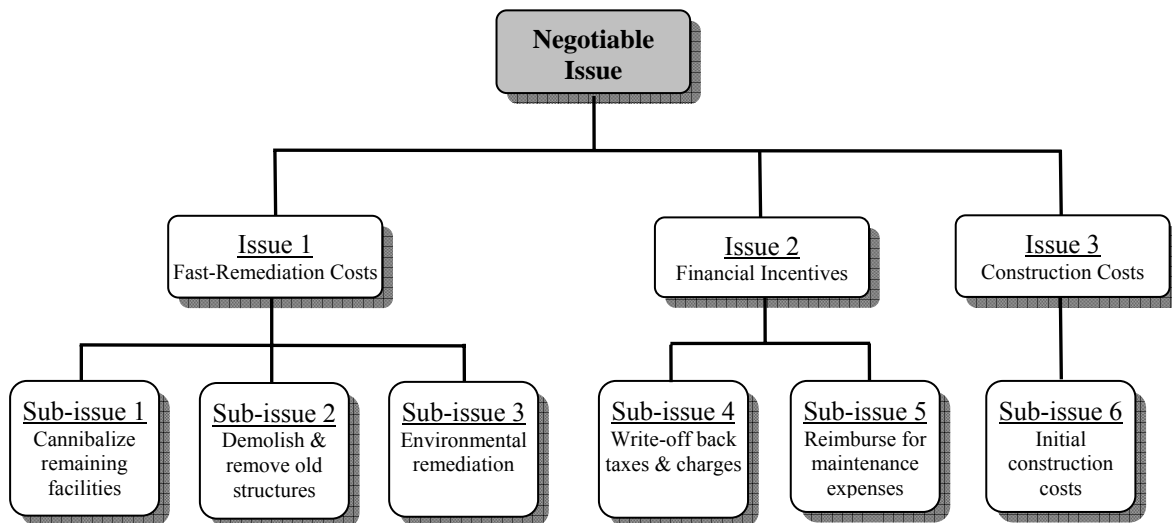 Negotiable
Issue
Issue 1
Fast-Remediation Costs
Issue 2
Financial Incentives
Issue 3
Construction Costs
Sub-issue 1
Cannibalize
remaining
facilities
Sub-issue 2
Demolish &
remove old
structures
Sub-issue 3
Environmental
remediation
Sub-issue 4
Write-off back
taxes & charges
Sub-issue 5
Reimburse for
maintenance
expenses
Sub-issue 6
Initial
construction
costs